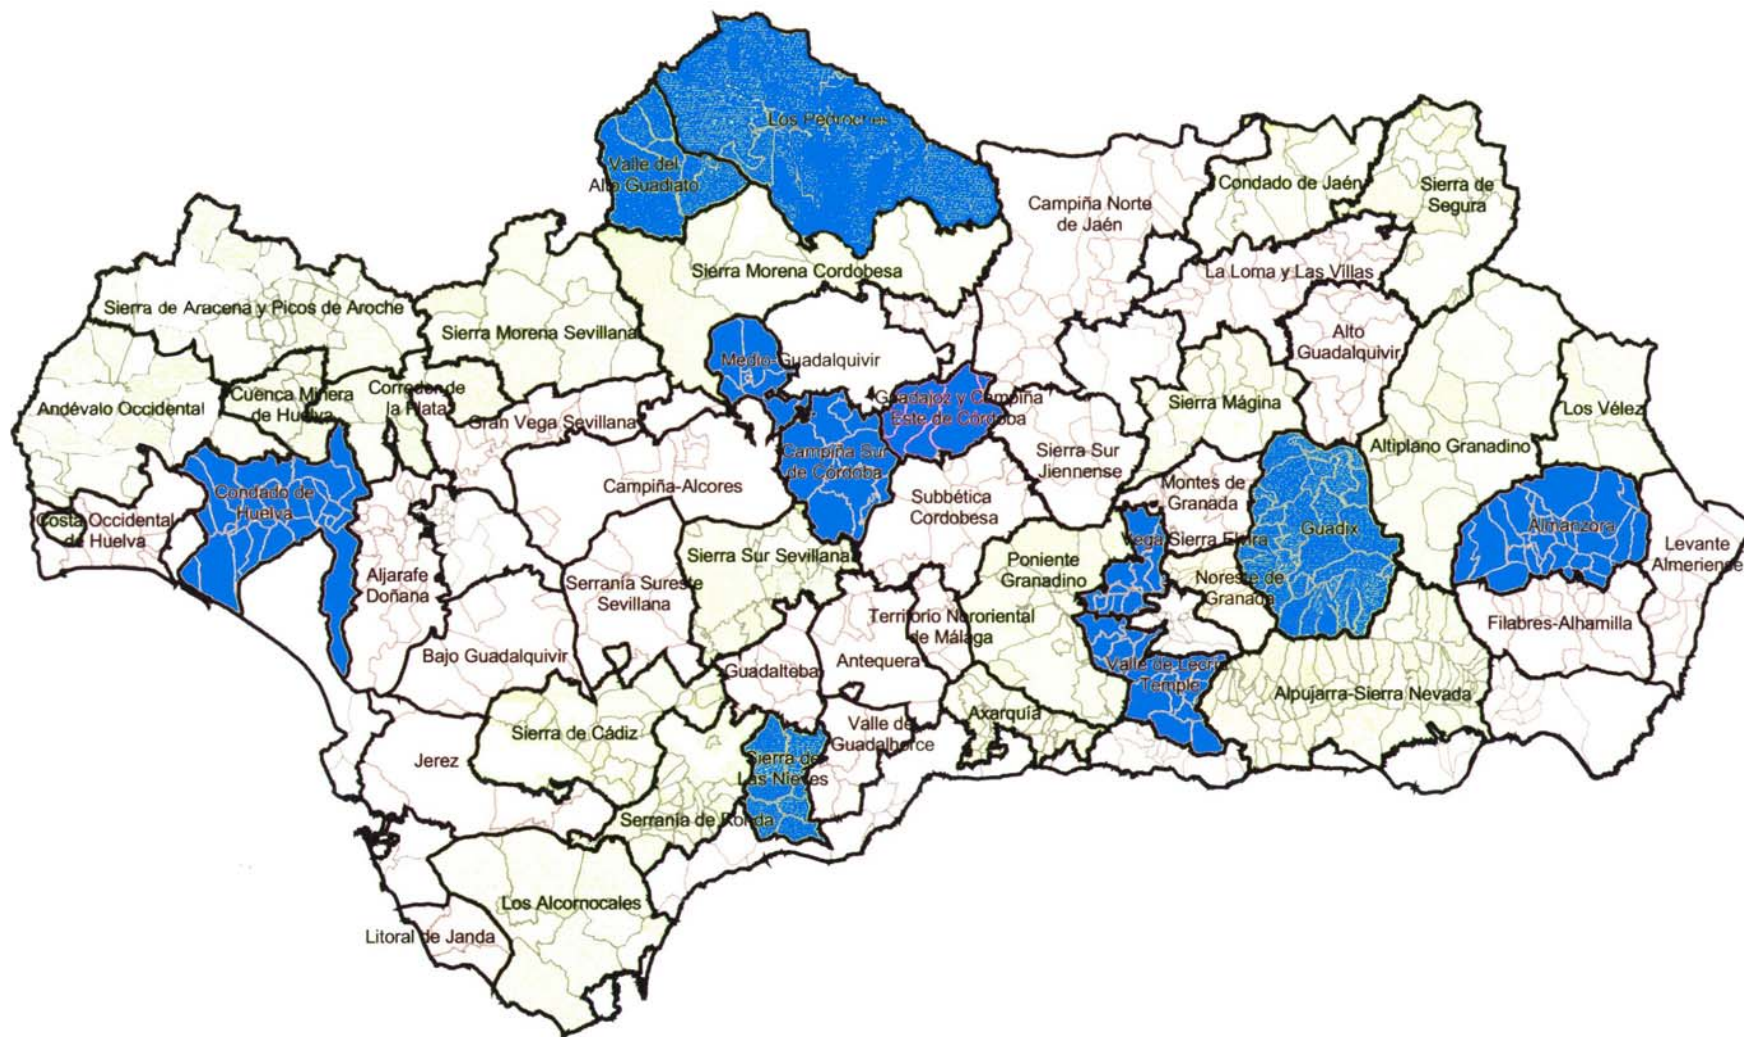 Los Pedroches
Valle del
Alto Guadiato
Condado de Jaén
Sierra de
Segura
Campiña Norte
de Jaén
Sierra Morena Cordobesa
La Loma y Las Villas
Sierra de Aracena y Picos de Aroche
Sierra Morena Sevillana
Alto
Guadalquivir
Medio-Guadalquivir
Cuenca Minera
de Huelva
Corredor de
la Plata
Andévalo Occidental
Guadajoz y Campiña
Este de Córdoba
Sierra Mágina
Los Vélez
Gran Vega Sevillana
Altiplano Granadino
Campiña Sur
de Córdoba
Sierra Sur
Jiennense
Campiña-Alcores
Montes de
Granada
Condado de
Huelva
Subbética
Cordobesa
Costa Occidental
de Huelva
Guadix
Almanzora
Vega Sierra Elvira
Levante
Almeriense
Sierra Sur Sevillana
Poniente
Granadino
Aljarafe
Doñana
Serranía Sureste
Sevillana
Noreste de
Granada
Territorio Nororiental
de Málaga
Filabres-Alhamilla
Bajo Guadalquivir
Guadalteba
Antequera
Valle de Lecrín
Temple
Alpujarra-Sierra Nevada
Axarquía
Sierra de Cádiz
Valle del
Guadalhorce
Jerez
Sierra de
Las Nieves
Serranía de Ronda
Los Alcornocales
Litoral de Janda